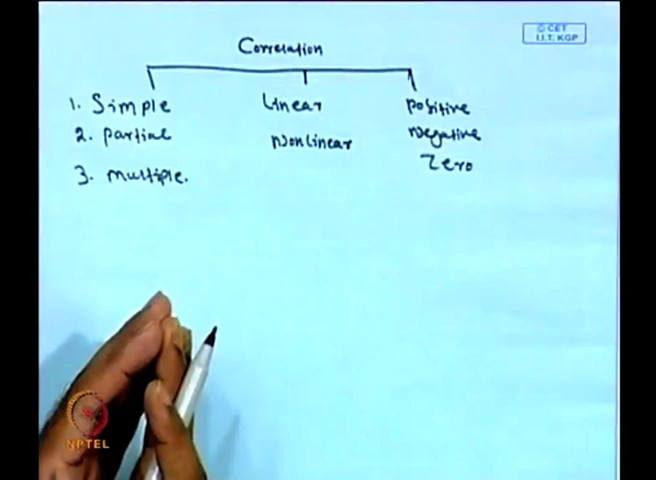 Correlation
© CET
I.I.T. KGP
1. Simple
Linear
positive
2. partial
Nonlinear
Negative
3. multiple.
Zero
NPTEL